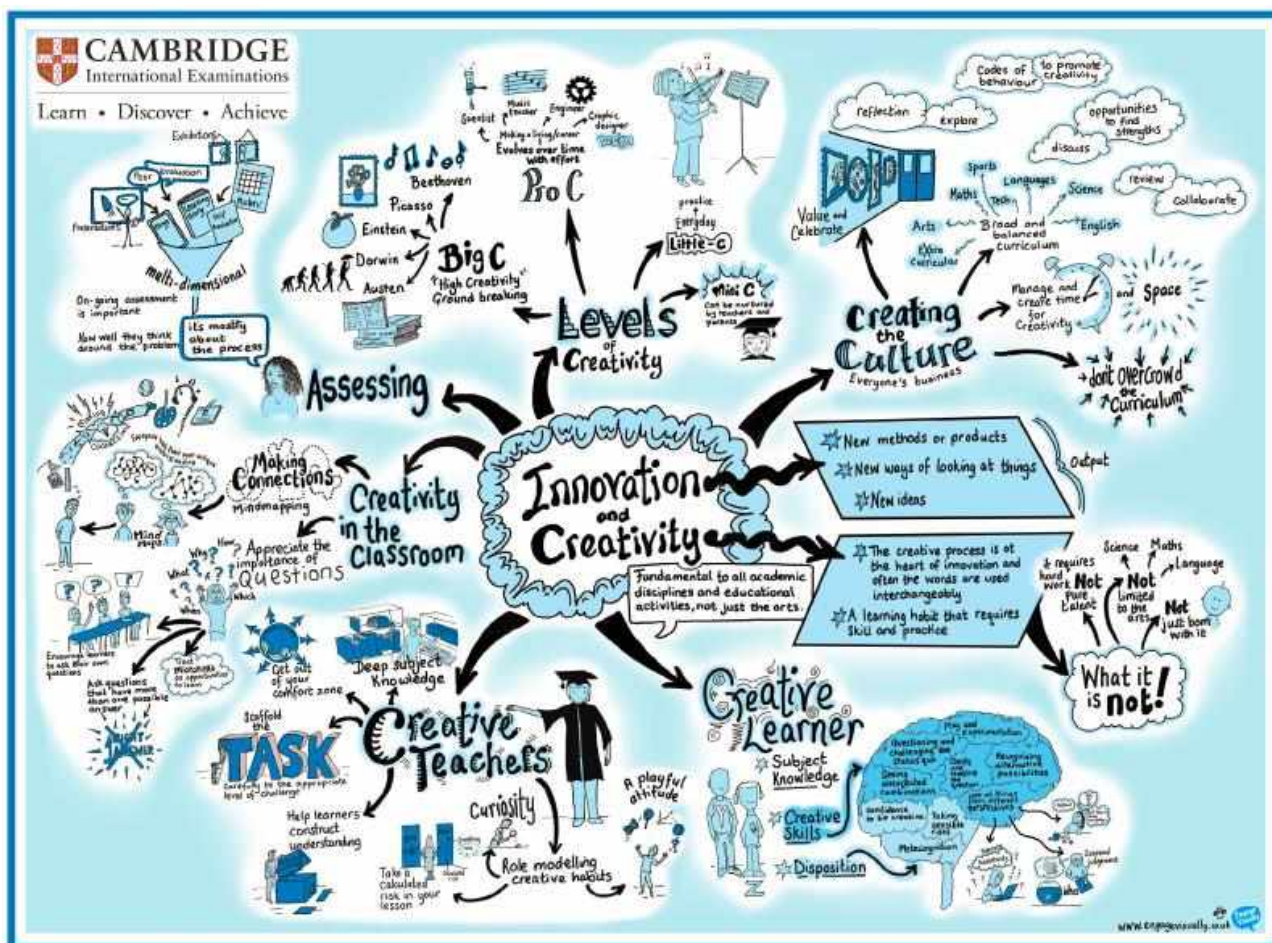 CAMBRIDGE
International Examinations
Learn • Discover • Achieve
Innovation
and
Creativity
Fundamental to all academic
disciplines and educational
activities, not just the arts.
Assessing
Exhibitions
Peer evaluation
Presentations
multi-dimensional
On-going assessment
is important
How well they think
around the "problem"
it's mostly
about
the process
Levels
of
Creativity
Big C
"High Creativity"
Ground breaking
Beethoven
Picasso
Einstein
Darwin
Austen
Pro C
Evolves over time
with effort
Making a living/career
Scientist
Music
teacher
Engineer
Graphic
designer
Little-C
Everyday
practice
Mini C
Can be nurtured
by teachers and
parents
Creating
the
Culture
Everyone's business
Value and
Celebrate
reflection
explore
Codes of
behaviour
to promote
creativity
opportunities
to find
strengths
discuss
review
Collaborate
Broad and
balanced
curriculum
Arts
Maths
Sports
Tech
Languages
Science
English
Extra
Curricular
Manage and
create time
for
Creativity
and Space
don't overcrowd
the
Curriculum
New methods or products
New ways of looking at things
New ideas
Output
The creative process is at
the heart of innovation and
often the words are used
interchangeably
A learning habit that requires
skill and practice
What it
is not!
it requires
hard
work Not
pure
talent
Not
limited
to the
arts
Science
Maths
Language
Not
just born
with it
Creativity
in the
Classroom
Making
Connections
Mindmapping
Mind
maps
Appreciate the
importance of
Questions
Why?
How?
What
When
Which
Encourage learners
to ask their own
questions
Ask questions
that have more
than one possible
answer
Treat
mistakes
as opportunities
to learn
Creative
Teachers
Get out
of your
comfort zone
Deep subject
Knowledge
Scaffold
the
TASK
Carefully to the appropriate
level of challenge
Help learners
construct
understanding
Role modelling
creative habits
Curiosity
Take a
calculated
risk in your
lesson
A playful
attitude
Creative
Learner
Subject
Knowledge
Creative
Skills
Disposition
Play and
experimentation
Questioning and
challenging the
status quo
Recognising
alternative
possibilities
Seeing
unexpected
combinations
Confidence
to be creative
Taking
sensible
risks
Metacognition
Suspend
judgment
www.engagevisually.co.uk